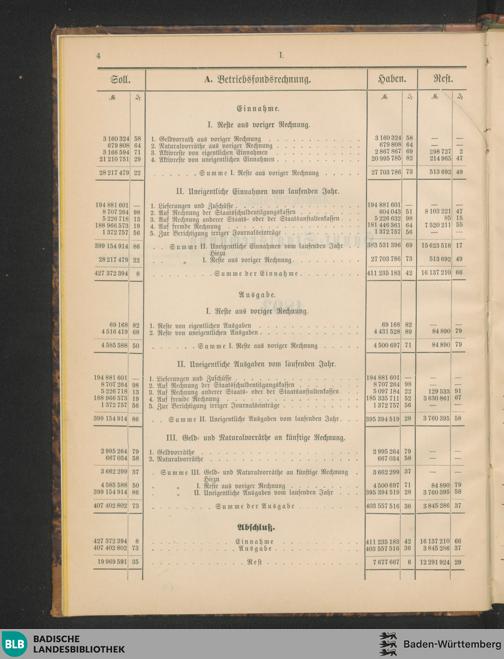 4 I.
Soll. A. Betriebsfondsrechnung. Haben. Rest.
ℳ ₰ ℳ ₰ ℳ ₰
Einnahme.
I. Reste aus voriger Rechnung.
3 160 324 58 1. Geldvorrath aus voriger Rechnung 3 160 324 58 — —
679 808 64 2. Naturalvorräthe aus voriger Rechnung 679 808 64 — —
3 166 594 71 3. Aktivreste von eigentlichen Einnahmen 2 867 867 69 298 727 2
21 210 751 29 4. Aktivreste von uneigentlichen Einnahmen 20 995 785 82 214 965 47
28 217 479 22 Summe I. Reste aus voriger Rechnung 27 703 786 73 513 692 49
II. Uneigentliche Einnahmen vom laufenden Jahr.
194 881 601 — 1. Lieferungen und Zuschüsse 194 881 601 — — —
8 707 264 98 2. Auf Rechnung der Staatsschuldentilgungskassen 604 043 51 8 103 221 47
5 226 718 13 3. Auf Rechnung anderer Staats- oder der Staatsanstaltenkassen 5 226 632 98 85 15
188 966 573 19 4. Auf fremde Rechnung 181 446 361 64 7 520 211 55
1 372 757 56 5. Zur Berichtigung irriger Journalseinträge 1 372 757 56 — —
399 154 914 86 Summe II. Uneigentliche Einnahmen vom laufenden Jahr 383 531 396 69 15 623 518 17
Hiezu
28 217 479 22 „ I. Reste aus voriger Rechnung 27 703 786 73 513 692 49
427 372 394 8 Summe der Einnahme 411 235 183 42 16 137 210 66
Ausgabe.
I. Reste aus voriger Rechnung.
69 168 82 1. Reste von eigentlichen Ausgaben 69 168 82 — —
4 516 419 68 2. Reste von uneigentlichen Ausgaben 4 431 528 89 84 890 79
4 585 588 50 Summe I. Reste aus voriger Rechnung 4 500 697 71 84 890 79
II. Uneigentliche Ausgaben vom laufenden Jahr.
194 881 601 — 1. Lieferungen und Zuschüsse 194 881 601 — — —
8 707 264 98 2. Auf Rechnung der Staatsschuldentilgungskassen 8 707 264 98 — —
5 226 718 13 3. Auf Rechnung anderer Staats- oder der Staatsanstaltenkassen 5 097 184 22 129 533 91
188 966 573 19 4. Auf fremde Rechnung 185 335 711 52 3 630 861 67
1 372 757 56 5. Zur Berichtigung irriger Journalseinträge 1 372 757 56 — —
399 154 914 86 Summe II. Uneigentliche Ausgaben vom laufenden Jahr 395 394 519 28 3 760 395 58
III. Geld- und Naturalvorräthe an künftige Rechnung.
2 995 264 79 1. Geldvorräthe 2 995 264 79 — —
667 034 58 2. Naturalvorräthe 667 034 58 — —
3 662 299 37 Summe III. Geld- und Naturalvorräthe an künftige Rechnung 3 662 299 37 — —
Hiezu
4 585 588 50 „ I. Reste aus voriger Rechnung 4 500 697 71 84 890 79
399 154 914 86 „ II. Uneigentliche Ausgaben vom laufenden Jahr 395 394 519 28 3 760 395 58
407 402 802 73 Summe der Ausgabe 403 557 516 36 3 845 286 37
Abschluß.
427 372 394 8 Einnahme 411 235 183 42 16 137 210 66
407 402 802 73 Ausgabe 403 557 516 36 3 845 286 37
19 969 591 35 Rest 7 677 667 6 12 291 924 29
BLB BADISCHE
LANDESBIBLIOTHEK
Baden-Württemberg